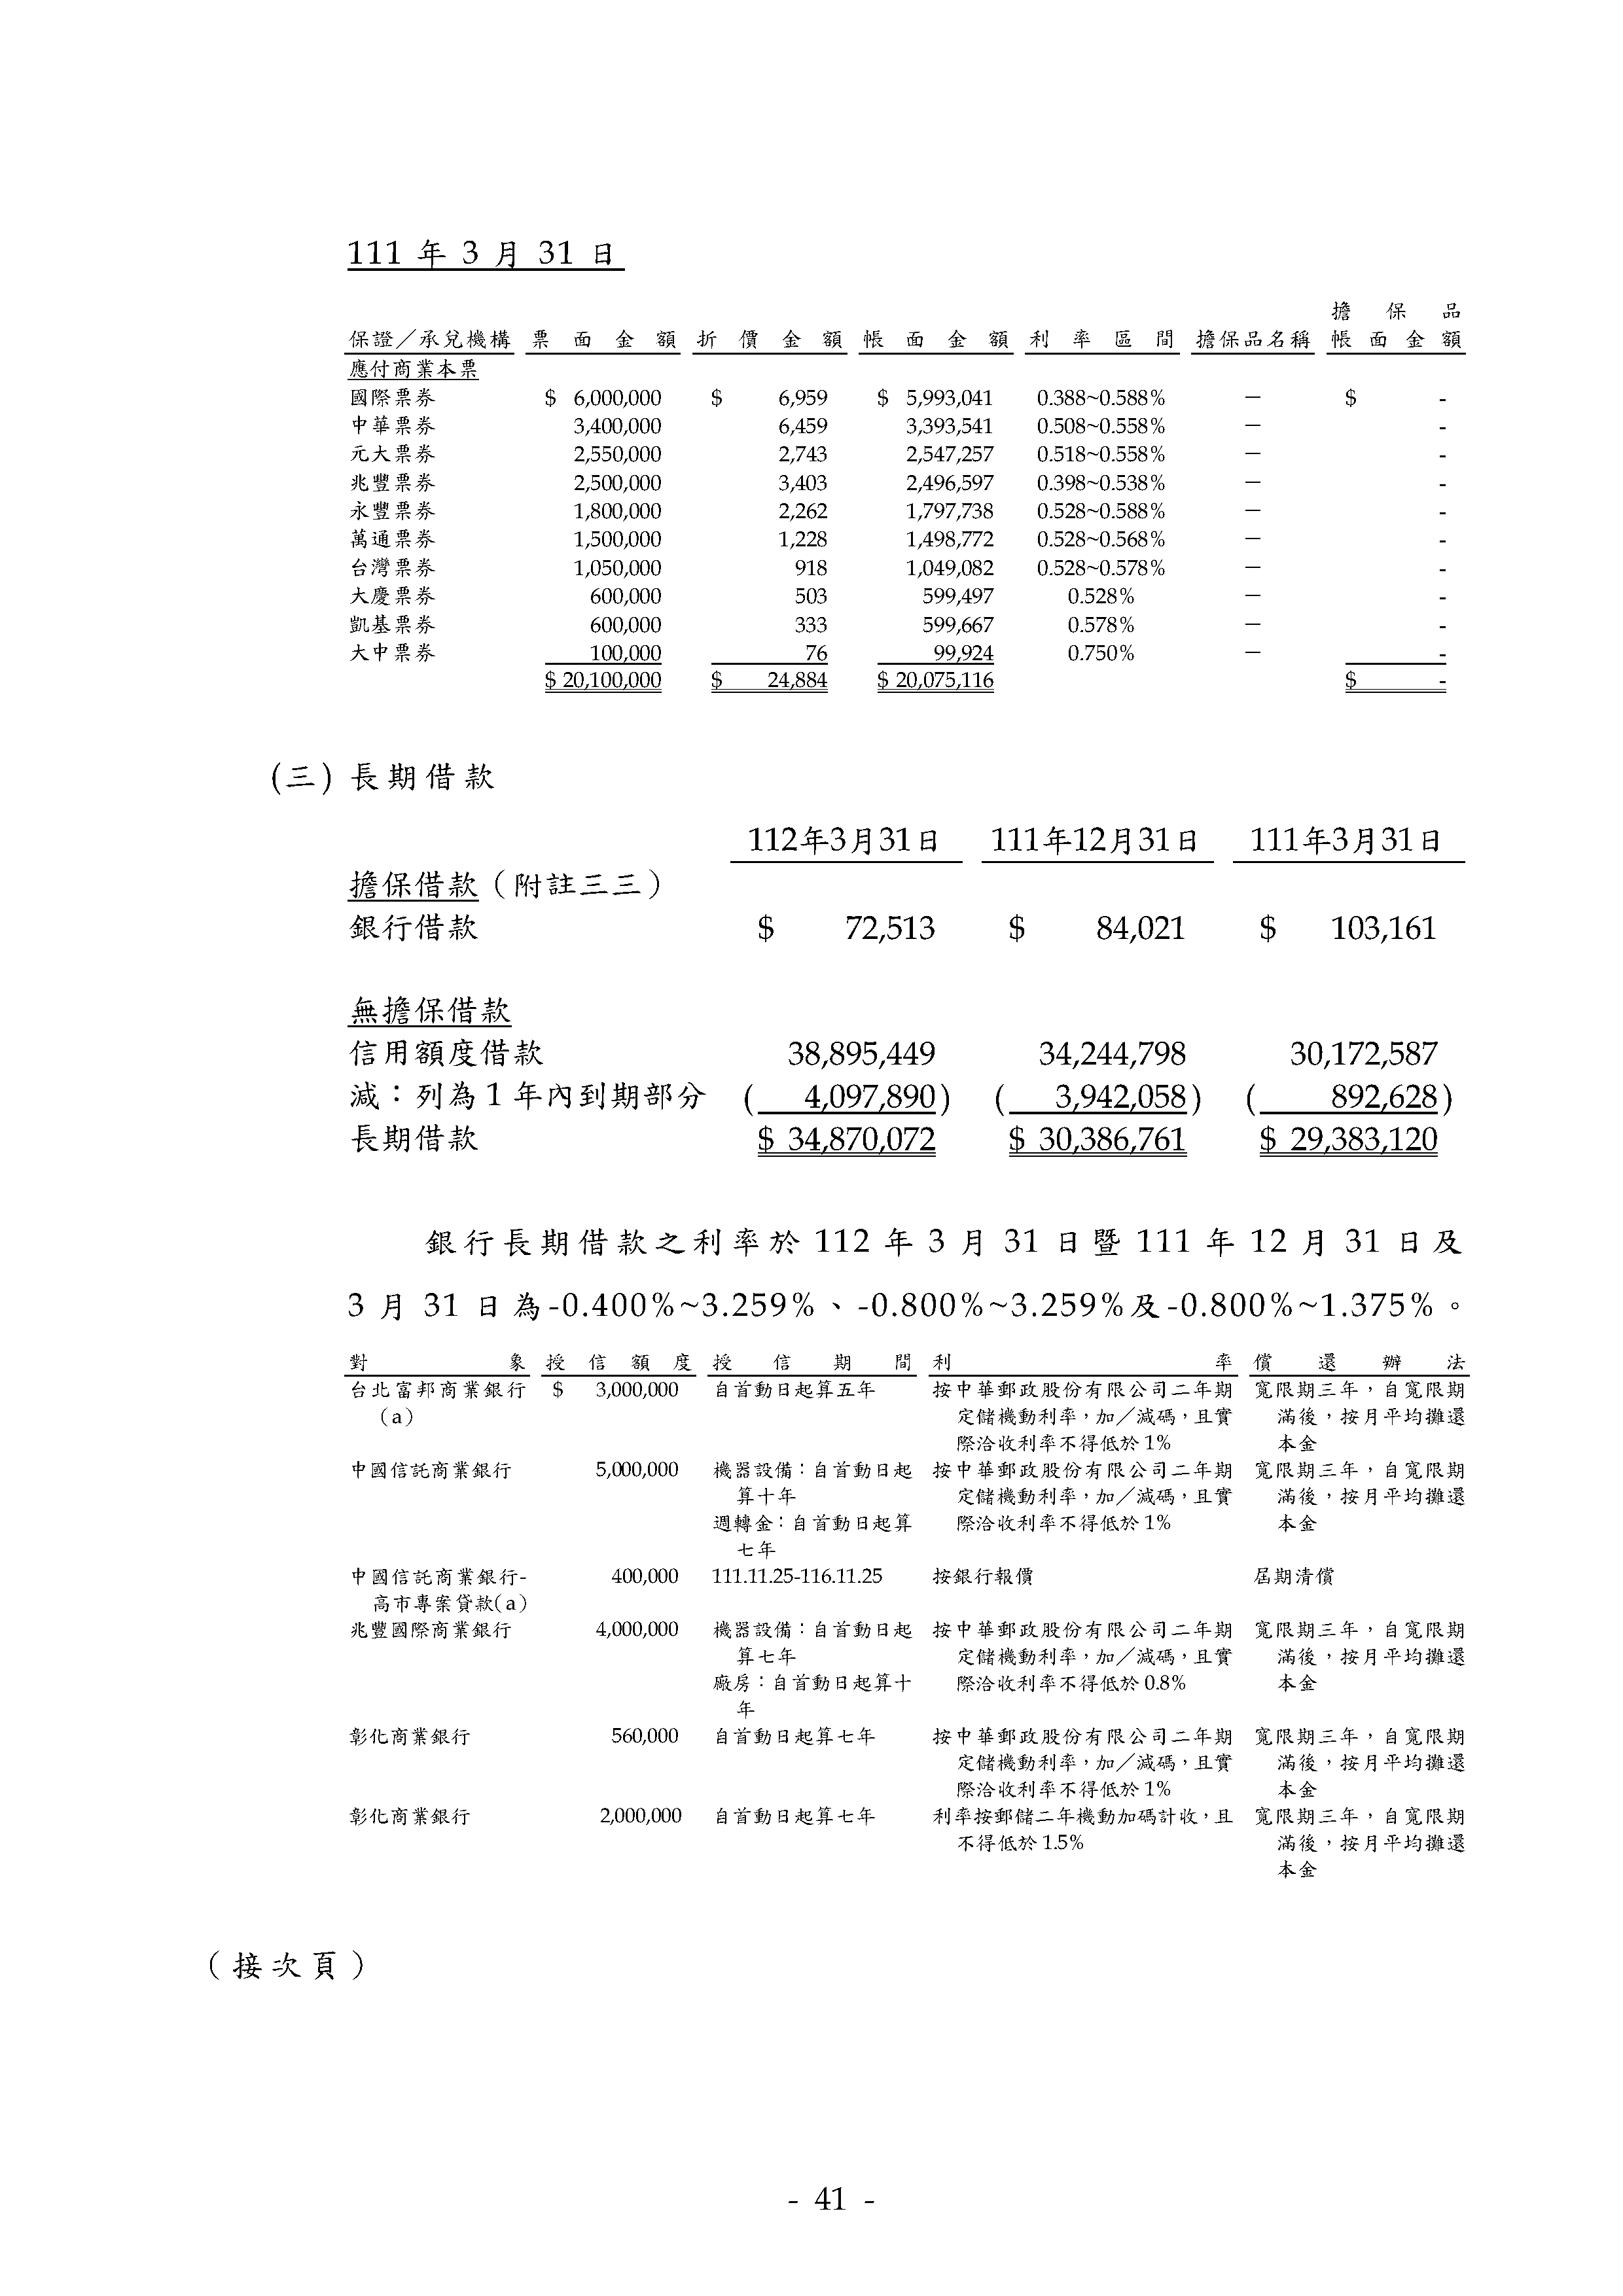 111 年 3 月 31 日
擔保品
保證／承兌機構 票面金額 折價金額 帳面金額 利率區間 擔保品名稱 帳面金額
應付商業本票
國際票券 $ 6,000,000 $ 6,959 $ 5,993,041 0.388~0.588% － $ -
中華票券 3,400,000 6,459 3,393,541 0.508~0.558% － -
元大票券 2,550,000 2,743 2,547,257 0.518~0.558% － -
兆豐票券 2,500,000 3,403 2,496,597 0.398~0.538% － -
永豐票券 1,800,000 2,262 1,797,738 0.528~0.588% － -
萬通票券 1,500,000 1,228 1,498,772 0.528~0.568% － -
台灣票券 1,050,000 918 1,049,082 0.528~0.578% － -
大慶票券 600,000 503 599,497 0.528% － -
凱基票券 600,000 333 599,667 0.578% － -
大中票券 100,000 76 99,924 0.750% － -
$ 20,100,000 $ 24,884 $ 20,075,116 $ -
(三) 長期借款
112年3月31日 111年12月31日 111年3月31日
擔保借款（附註三三）
銀行借款 $ 72,513 $ 84,021 $ 103,161
無擔保借款
信用額度借款 38,895,449 34,244,798 30,172,587
減：列為 1 年內到期部分 ( 4,097,890) ( 3,942,058) ( 892,628)
長期借款 $ 34,870,072 $ 30,386,761 $ 29,383,120
銀行長期借款之利率於 112 年 3 月 31 日暨 111 年 12 月 31 日及
3 月 31 日為-0.400%~3.259%、-0.800%~3.259%及-0.800%~1.375%。
對象 授信額度 授信期間 利率 償還辦法
台北富邦商業銀行 $ 3,000,000 自首動日起算五年 按中華郵政股份有限公司二年期 寬限期三年，自寬限期
（a） 定儲機動利率，加／減碼，且實 滿後，按月平均攤還
際洽收利率不得低於 1% 本金
中國信託商業銀行 5,000,000 機器設備：自首動日起 按中華郵政股份有限公司二年期 寬限期三年，自寬限期
算十年 定儲機動利率，加／減碼，且實 滿後，按月平均攤還
週轉金：自首動日起算 際洽收利率不得低於 1% 本金
七年
中國信託商業銀行- 400,000 111.11.25-116.11.25 按銀行報價 屆期清償
高市專案貸款（a）
兆豐國際商業銀行 4,000,000 機器設備：自首動日起 按中華郵政股份有限公司二年期 寬限期三年，自寬限期
算七年 定儲機動利率，加／減碼，且實 滿後，按月平均攤還
廠房：自首動日起算十 際洽收利率不得低於 0.8% 本金
年
彰化商業銀行 560,000 自首動日起算七年 按中華郵政股份有限公司二年期 寬限期三年，自寬限期
定儲機動利率，加／減碼，且實 滿後，按月平均攤還
際洽收利率不得低於 1% 本金
彰化商業銀行 2,000,000 自首動日起算七年 利率按郵儲二年機動加碼計收，且 寬限期三年，自寬限期
不得低於 1.5% 滿後，按月平均攤還
本金
（接次頁）
- 41 -